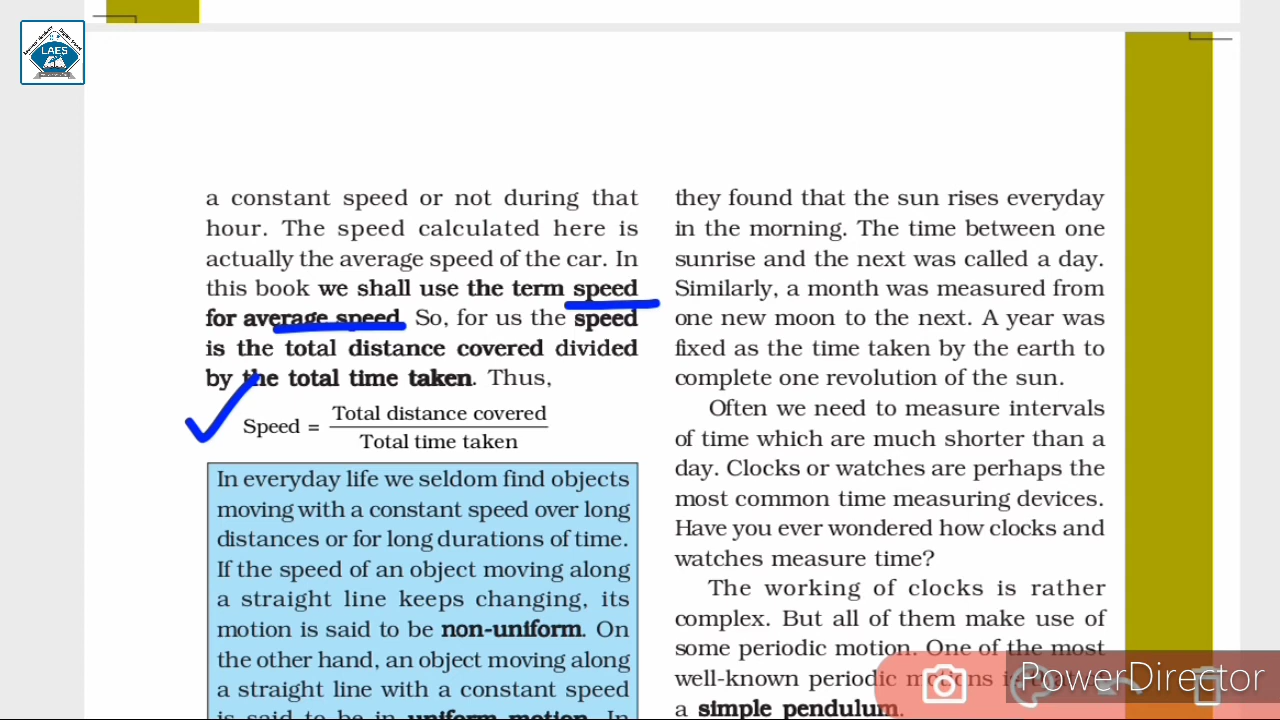 LAES
a constant speed or not during that
hour. The speed calculated here is
actually the average speed of the car. In
this book we shall use the term speed
for average speed. So, for us the speed
is the total distance covered divided
by the total time taken. Thus,
Speed = Total distance covered
Total time taken
In everyday life we seldom find objects
moving with a constant speed over long
distances or for long durations of time.
If the speed of an object moving along
a straight line keeps changing, its
motion is said to be non-uniform. On
the other hand, an object moving along
a straight line with a constant speed
is said to be in uniform motion. In
they found that the sun rises everyday
in the morning. The time between one
sunrise and the next was called a day.
Similarly, a month was measured from
one new moon to the next. A year was
fixed as the time taken by the earth to
complete one revolution of the sun.
Often we need to measure intervals
of time which are much shorter than a
day. Clocks or watches are perhaps the
most common time measuring devices.
Have you ever wondered how clocks and
watches measure time?
The working of clocks is rather
complex. But all of them make use of
some periodic motion. One of the most
well-known periodic motions is
a simple pendulum.
PowerDirector